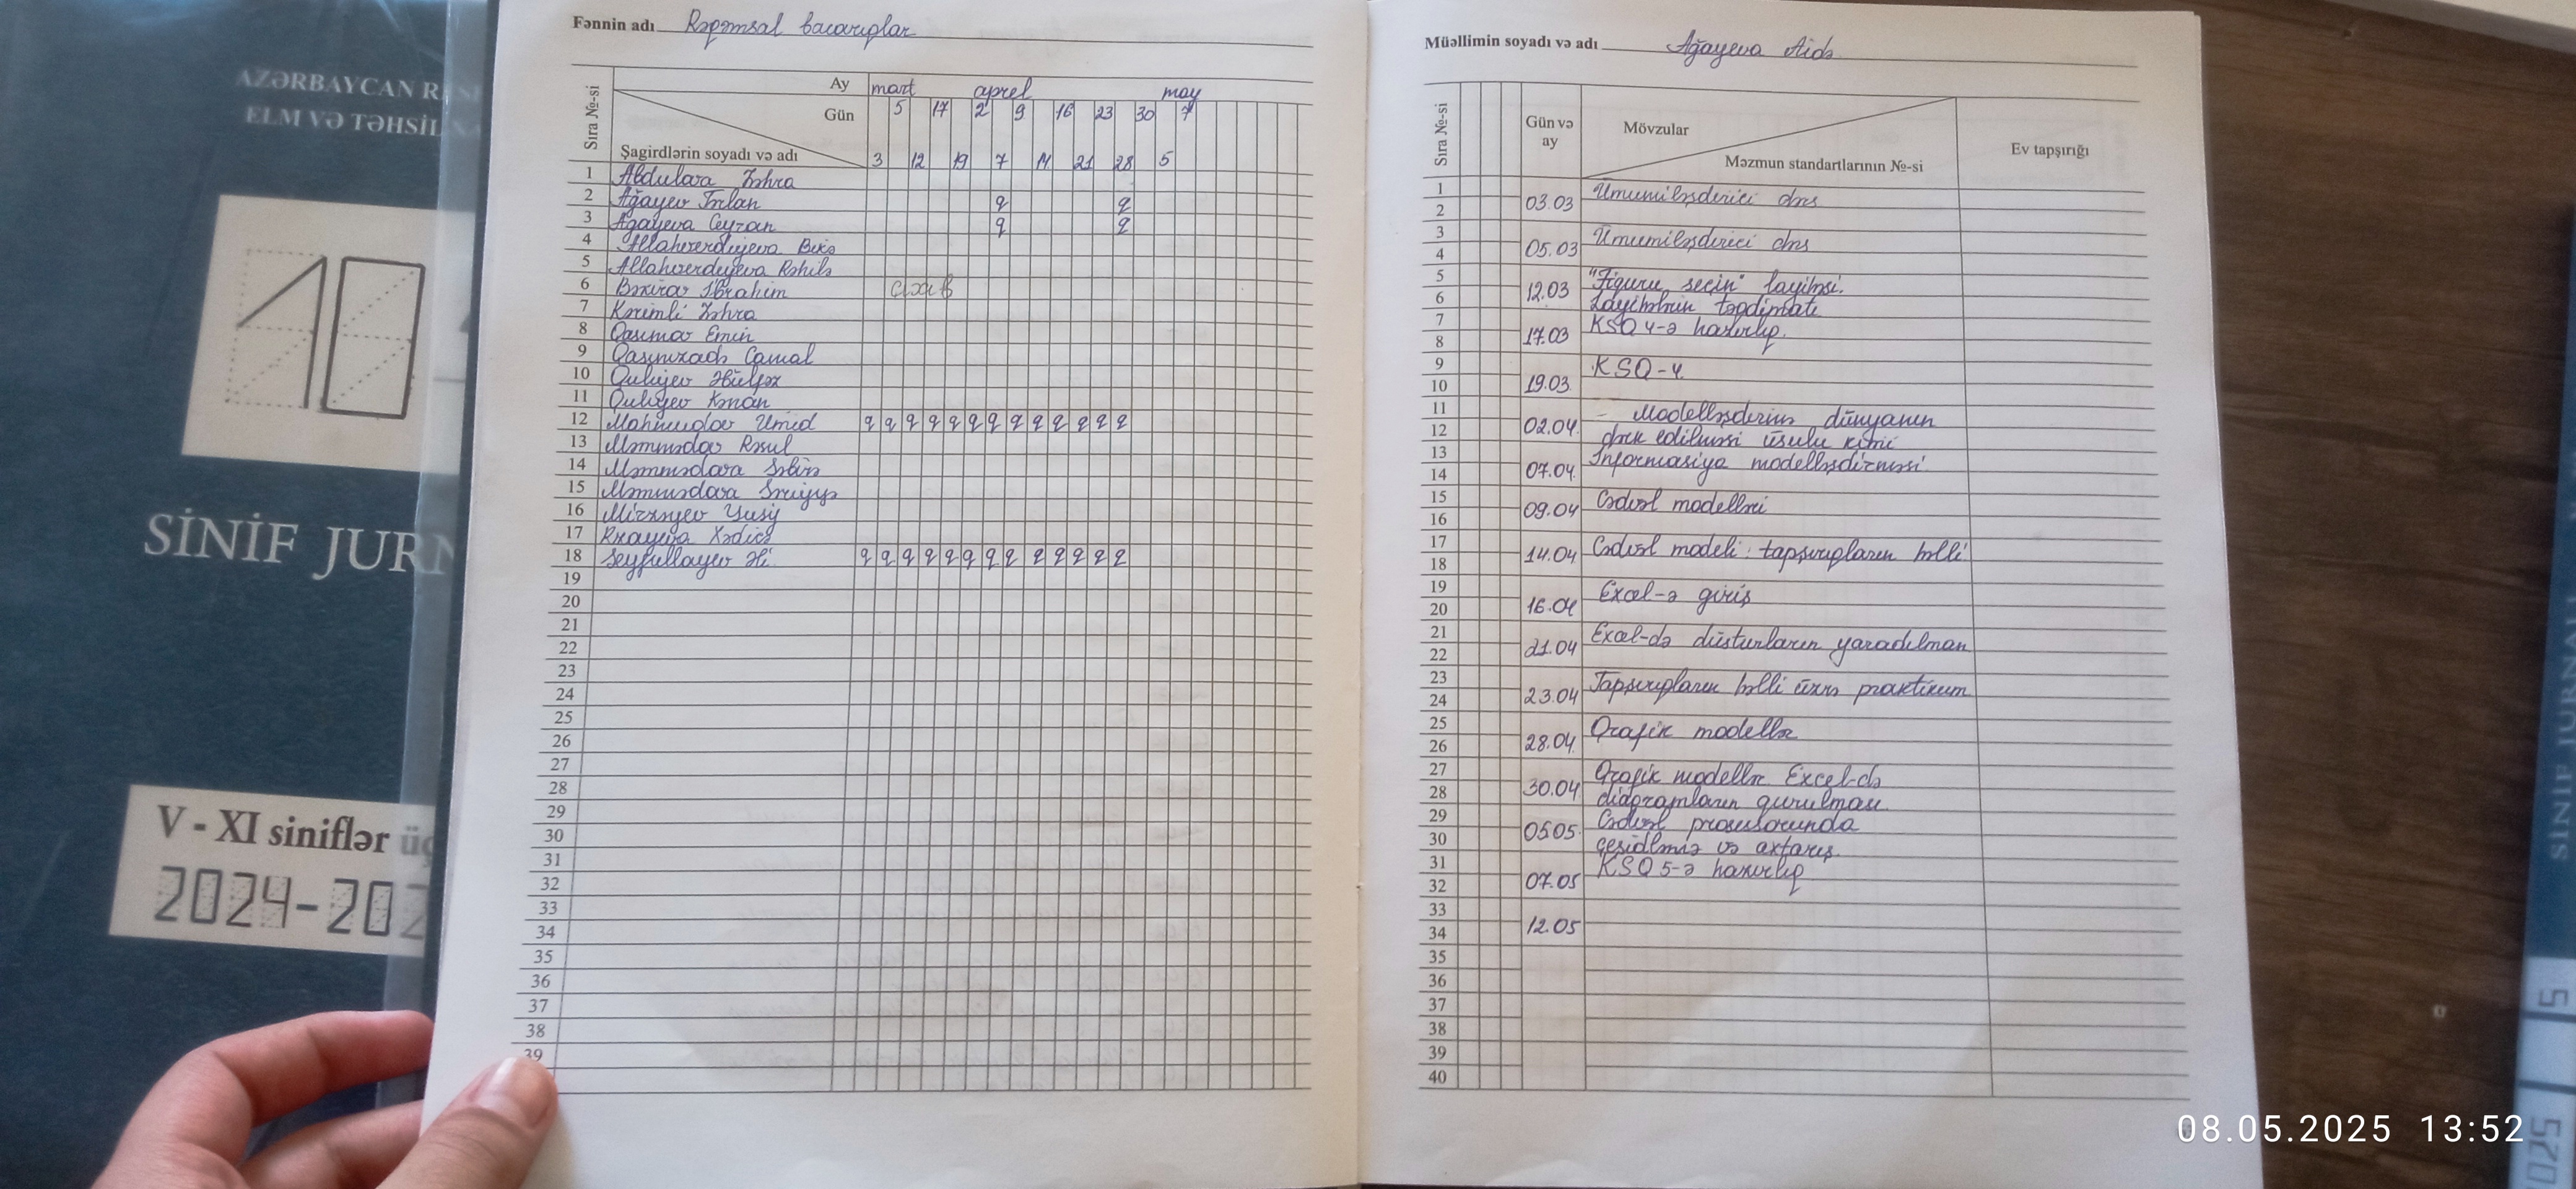 AZƏRBAYCAN RES
ELM VƏ TƏHSİL NA
SİNİF JURN
V - XI siniflər üç
2024-202
Fənnin adı Rəqəmsal bacarıqlar
Sıra №-si
Ay mart aprel may
Gün 5 17 2 9 16 23 30 7
Şagirdlərin soyadı və adı 3 12 19 7 14 21 28 5
1 Abdulova Zəhra
2 Ağayev Tərlan q q
3 Ağayeva Ceyran q q
4 Allahverdiyeva
5 Allahverdiyeva Rəhilə
6 İbrahim
7 Kərimli Zəhra
8 Qasımov Emin
9 Qasımzadə Camal
10 Quliyev
11 Quliyev Kənan
12 Mahmudov Ümid q q q q q q q q q q q q q
13 Məmmədov Rəsul
14 Məmmədova
15 Məmmədova
16 Mirzəyev Yusif
17 Rzayeva Xədicə
18 Seyfullayev Əli q q q q q q q q q q q q q
19
20
21
22
23
24
25
26
27
28
29
30
31
32
33
34
35
36
37
38
39
Müəllimin soyadı və adı Ağayeva Aidə
Sıra №-si
Gün və ay
Mövzular
Məzmun standartlarının №-si
Ev tapşırığı
1
2 03.03 Ümumiləşdirici dərs
3
4 05.03 Ümumiləşdirici dərs
5 "Fiquru seçin" layihəsi.
6 12.03 Layihənin təqdimatı
7 KSQ 4-ə hazırlıq.
8 17.03
9 KSQ-4
10 19.03
11 - Modelləşdirmə dünyanın
12 02.04 dərk edilməsi üsulu kimi
13 İnformasiya modelləşdirməsi
14 07.04
15 Cədvəl modelləri
16 09.04
17 Cədvəl modeli: tapşırıqların həlli
18 14.04
19 Excel-ə giriş
20 16.04
21 Excel-də düsturların yaradılması
22 21.04
23 Tapşırıqların həlli üzrə praktikum
24 23.04
25 Qrafik modellər
26 28.04
27 Qrafik modellər. Excel-də
28 30.04 diaqramların qurulması.
29 Cədvəl prosessorunda
30 05.05 çeşidləmə və axtarış.
31 KSQ 5-ə hazırlıq
32 07.05
33
34 12.05
35
36
37
38
39
40
08.05.2025 13:52